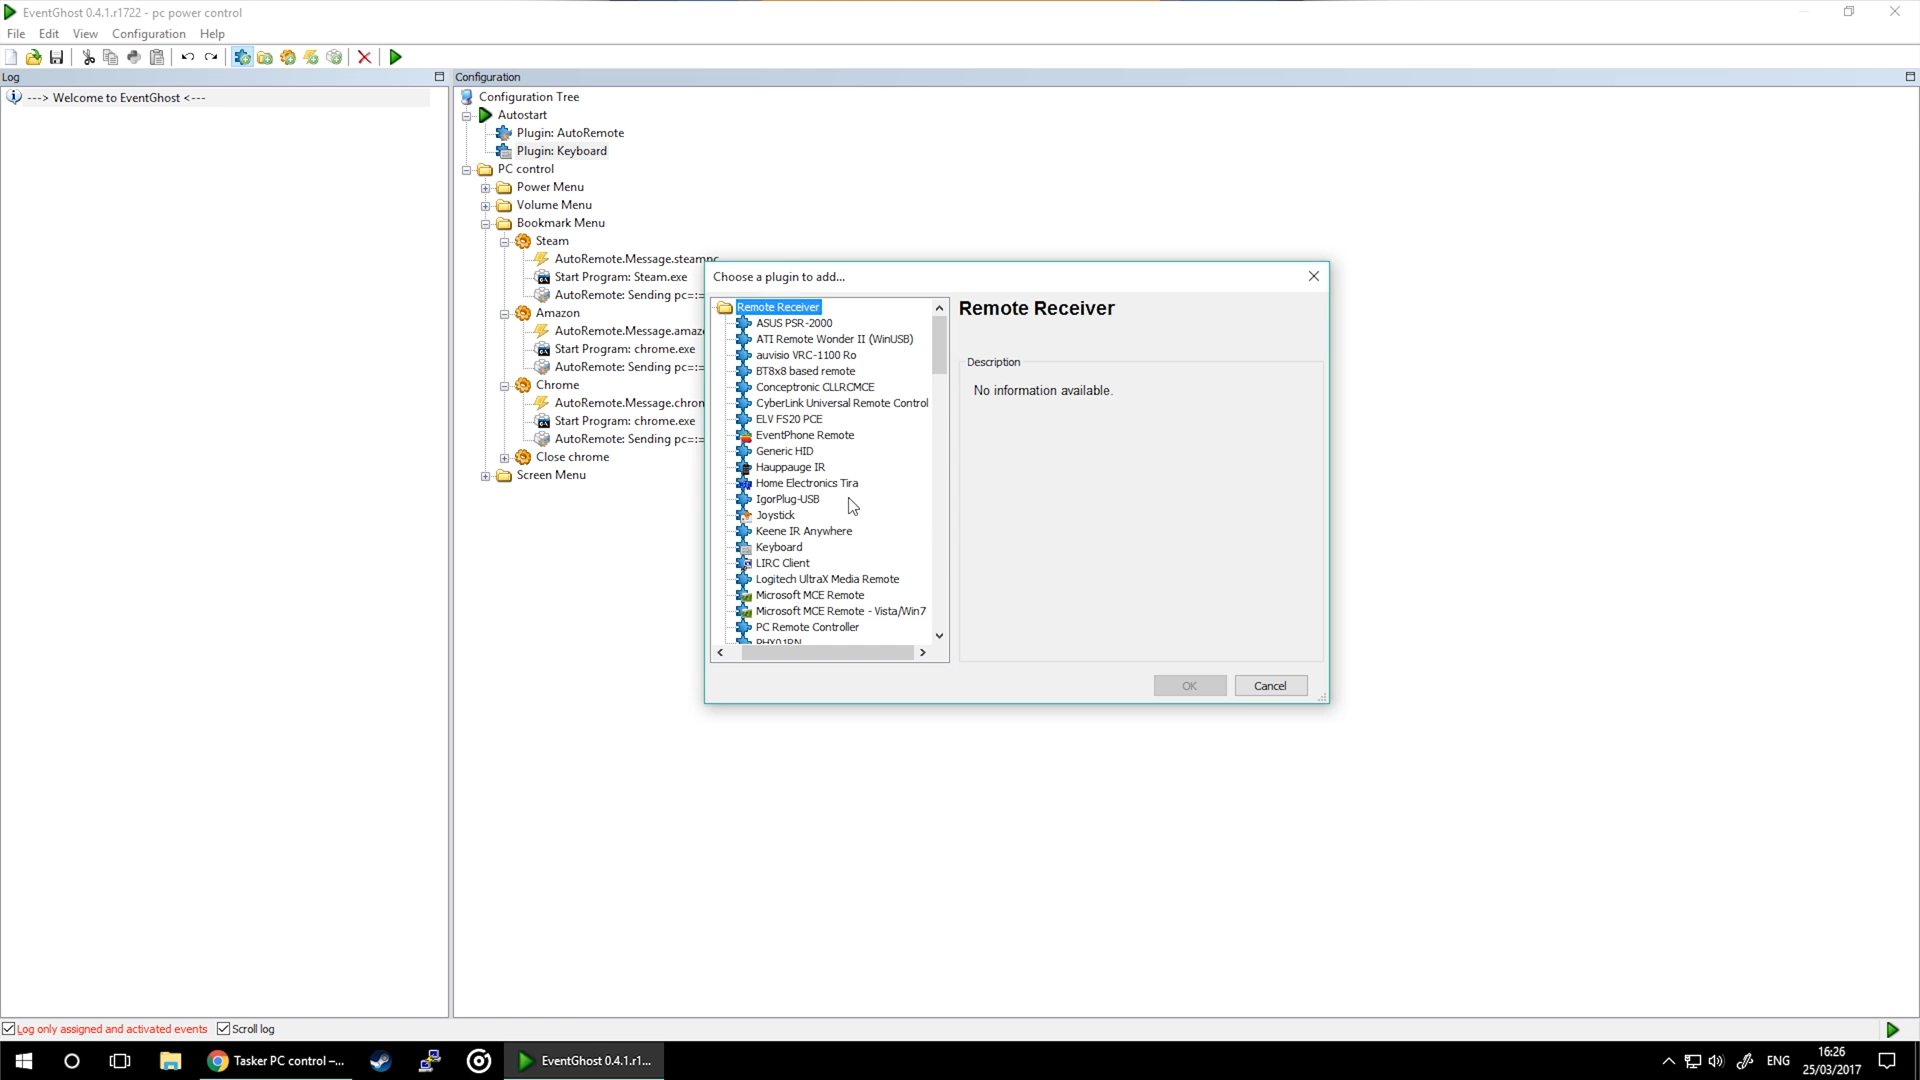 EventGhost 0.4.1.r1722 - pc power control
File Edit View Configuration Help
Log
Configuration
---> Welcome to EventGhost <---
Configuration Tree
Autostart
Plugin: AutoRemote
Plugin: Keyboard
PC control
Power Menu
Volume Menu
Bookmark Menu
Steam
AutoRemote.Message.steampc
Start Program: Steam.exe
AutoRemote: Sending pc=:=
Amazon
AutoRemote.Message.amaz
Start Program: chrome.exe
AutoRemote: Sending pc=:=
Chrome
AutoRemote.Message.chron
Start Program: chrome.exe
AutoRemote: Sending pc=:=
Close chrome
Screen Menu
Choose a plugin to add...
Remote Receiver
ASUS PSR-2000
ATI Remote Wonder II (WinUSB)
auvisio VRC-1100 Ro
BT8x8 based remote
Conceptronic CLLRCMCE
CyberLink Universal Remote Control
ELV FS20 PCE
EventPhone Remote
Generic HID
Hauppauge IR
Home Electronics Tira
IgorPlug-USB
Joystick
Keene IR Anywhere
Keyboard
LIRC Client
Logitech UltraX Media Remote
Microsoft MCE Remote
Microsoft MCE Remote - Vista/Win7
PC Remote Controller
Remote Receiver
Description
No information available.
OK
Cancel
Log only assigned and activated events
Scroll log
Tasker PC control –...
EventGhost 0.4.1.r1...
ENG
16:26
25/03/2017